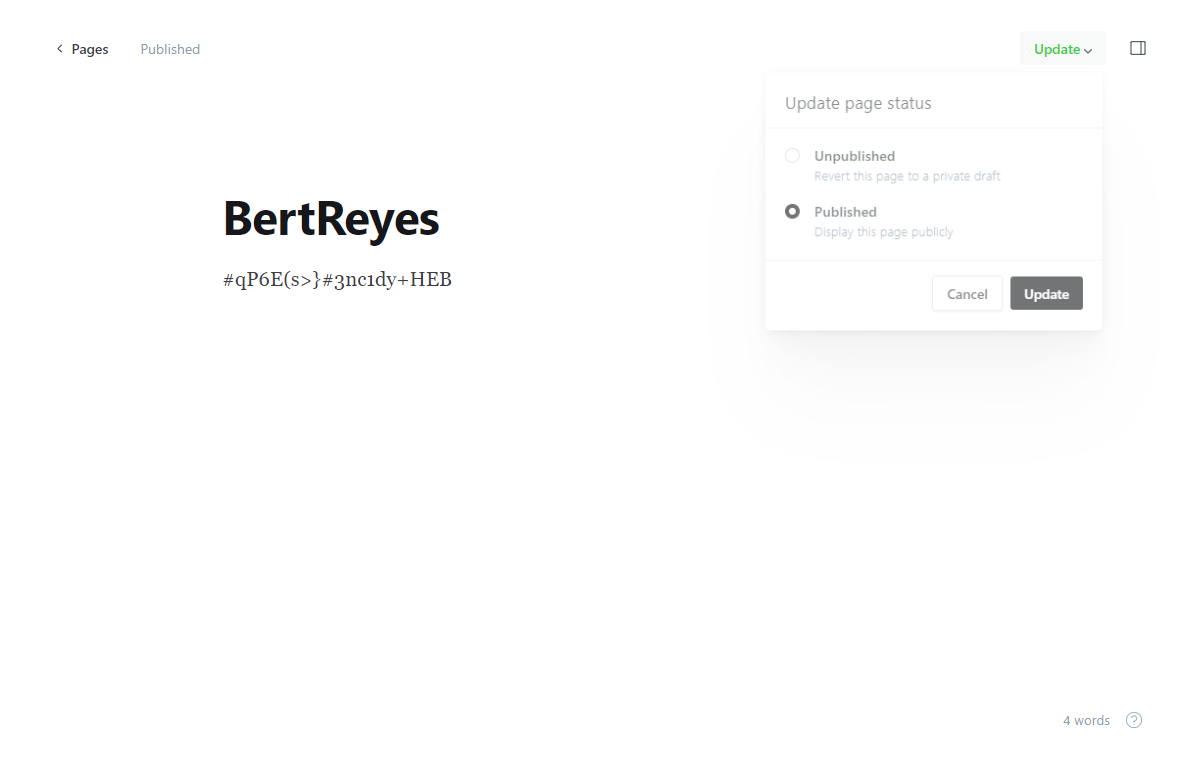 Pages
Published
Update
Update page status
Unpublished
Revert this page to a private draft
Published
Display this page publicly
Cancel
Update
BertReyes
#qP6E(s>}#3nc1dy+HEB
4 words